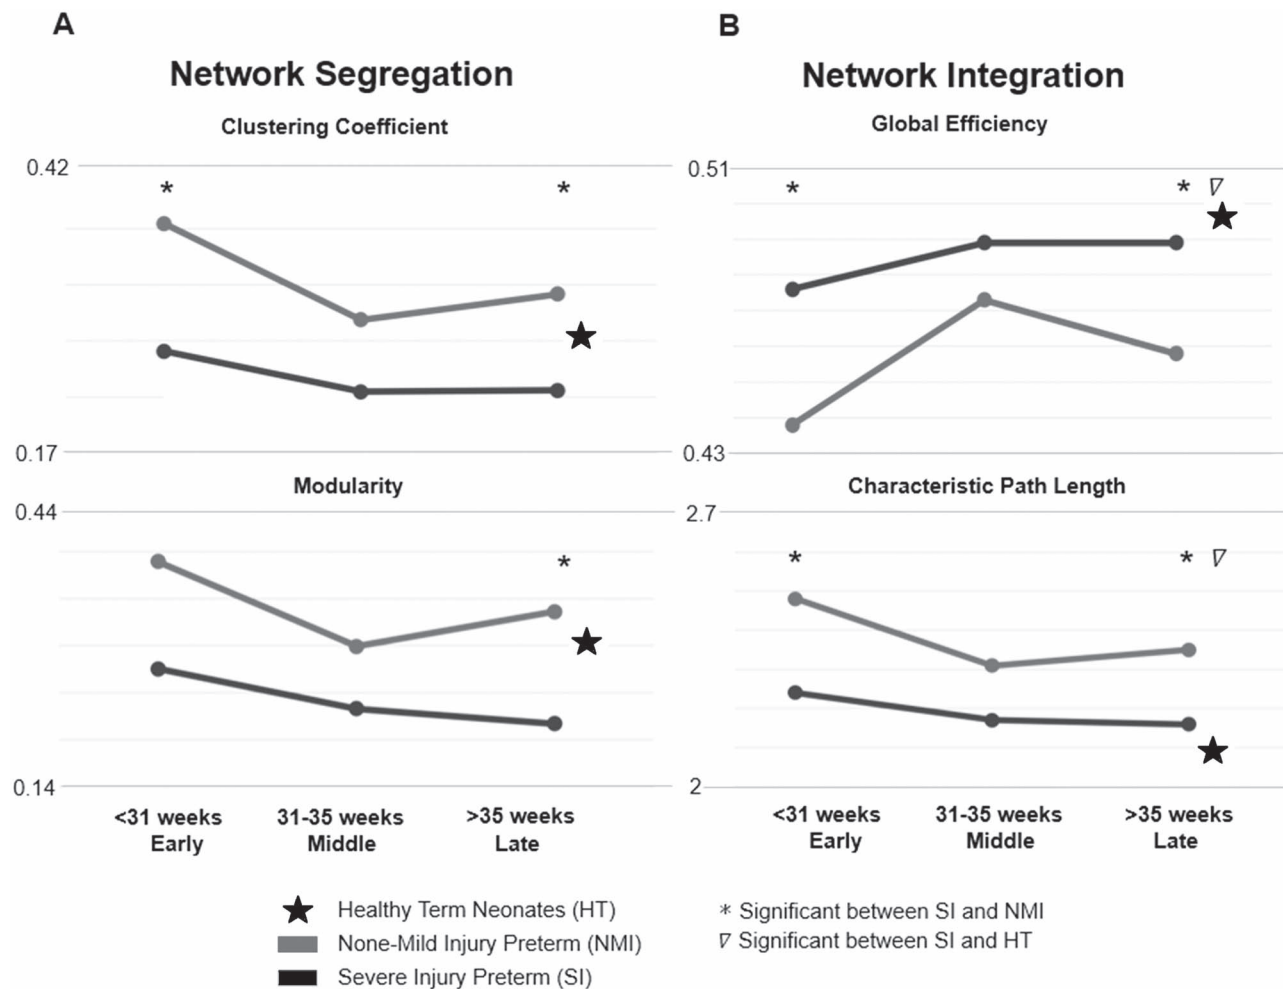 A
Network Segregation
Clustering Coefficient
0.42
*
*
0.17
Modularity
0.44
*
0.14
<31 weeks
Early
31-35 weeks
Middle
>35 weeks
Late
B
Network Integration
Global Efficiency
0.51
*
* ▽
0.43
Characteristic Path Length
2.7
*
* ▽
2
<31 weeks
Early
31-35 weeks
Middle
>35 weeks
Late
★ Healthy Term Neonates (HT)
None-Mild Injury Preterm (NMI)
Severe Injury Preterm (SI)
* Significant between SI and NMI
▽ Significant between SI and HT